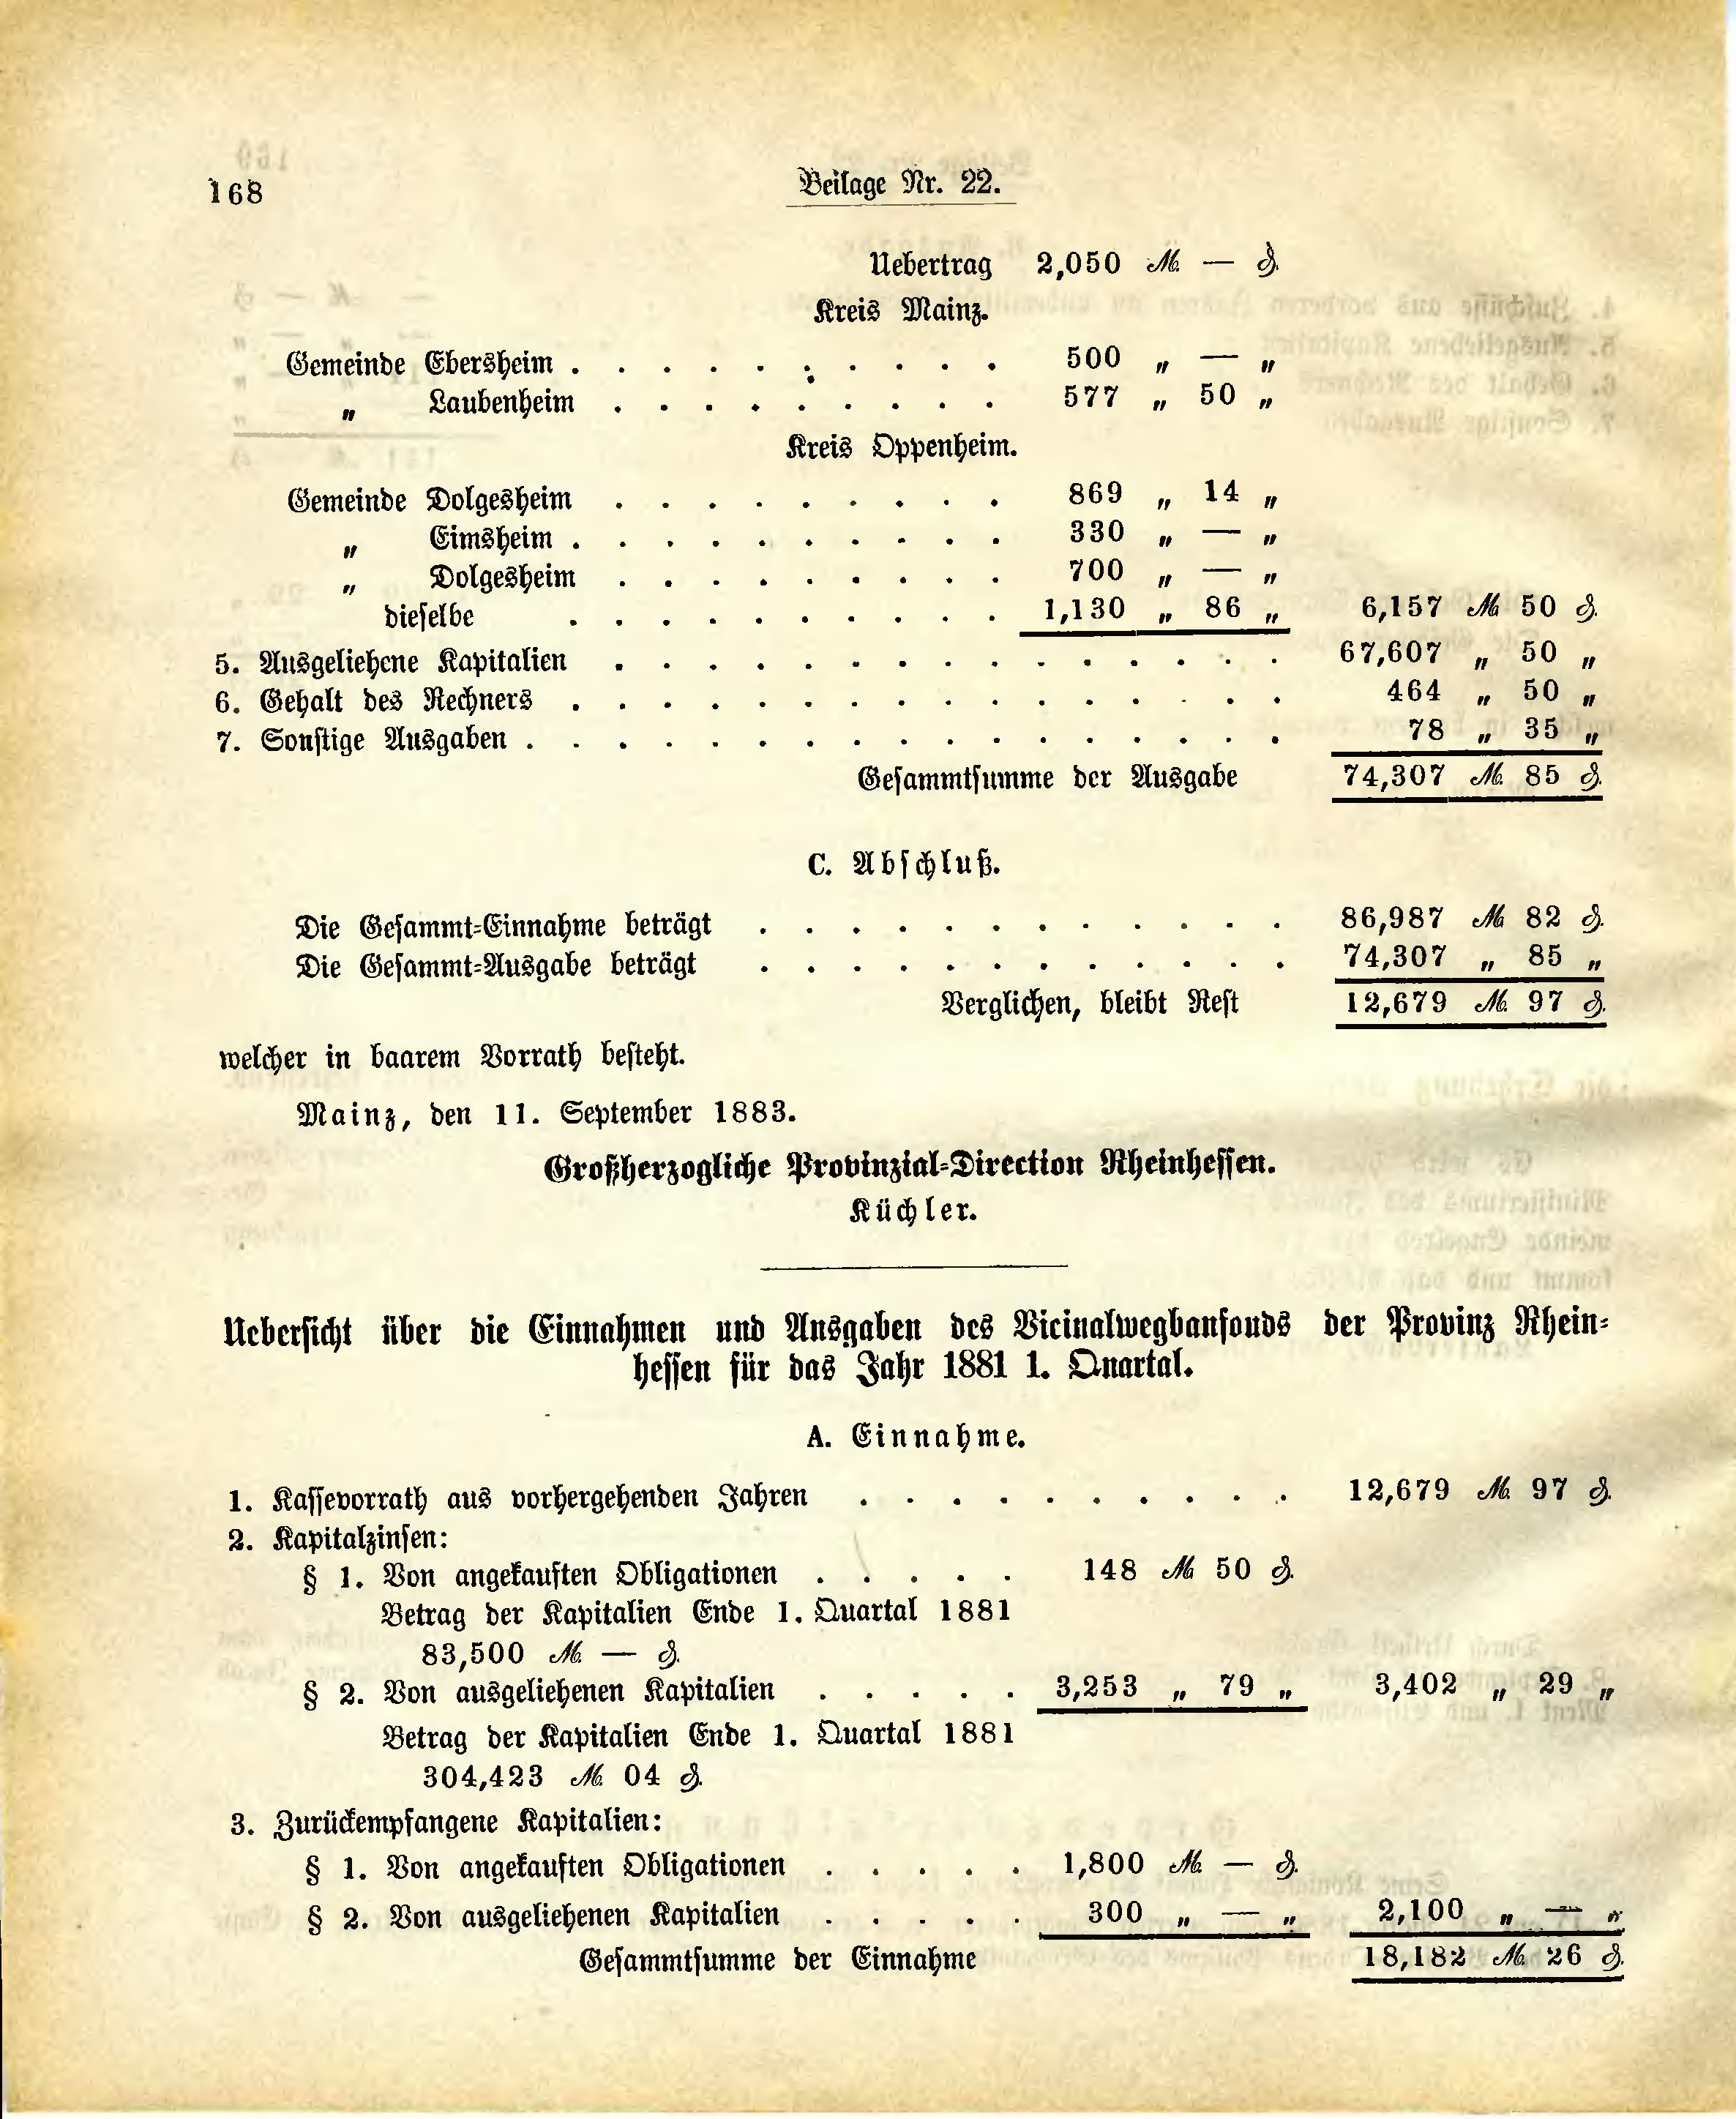 168
Beilage Nr. 22.
Uebertrag 2,050 ℳ — ₰.
Kreis Mainz.
Gemeinde Ebersheim . . . . . . . . . . 500 „ — „
„ Laubenheim . . . . . . . . . 577 „ 50 „
Kreis Oppenheim.
Gemeinde Dolgesheim . . . . . . . . . 869 „ 14 „
„ Eimsheim . . . . . . . . . . 330 „ — „
„ Dolgesheim . . . . . . . . . 700 „ — „
dieselbe . . . . . . . . . . 1,130 „ 86 „ 6,157 ℳ 50 ₰.
5. Ausgeliehene Kapitalien . . . . . . . . . . . . . . . 67,607 „ 50 „
6. Gehalt des Rechners . . . . . . . . . . . . . . . . 464 „ 50 „
7. Sonstige Ausgaben . . . . . . . . . . . . . . . . . 78 „ 35 „
Gesammtsumme der Ausgabe 74,307 ℳ 85 ₰.
C. Abschluß.
Die Gesammt-Einnahme beträgt . . . . . . . . . . . . 86,987 ℳ 82 ₰.
Die Gesammt-Ausgabe beträgt . . . . . . . . . . . . 74,307 „ 85 „
Verglichen, bleibt Rest 12,679 ℳ 97 ₰.
welcher in baarem Vorrath besteht.
Mainz, den 11. September 1883.
Großherzogliche Provinzial-Direction Rheinhessen.
Küchler.
Uebersicht über die Einnahmen und Ausgaben des Vicinalwegbaufonds der Provinz Rhein-
hessen für das Jahr 1881 1. Quartal.
A. Einnahme.
1. Kassevorrath aus vorhergehenden Jahren . . . . . . . . . . 12,679 ℳ 97 ₰.
2. Kapitalzinsen:
§ 1. Von angekauften Obligationen . . . . . 148 ℳ 50 ₰.
Betrag der Kapitalien Ende 1. Quartal 1881
83,500 ℳ — ₰.
§ 2. Von ausgeliehenen Kapitalien . . . . . 3,253 „ 79 „ 3,402 „ 29 „
Betrag der Kapitalien Ende 1. Quartal 1881
304,423 ℳ 04 ₰.
3. Zurückempfangene Kapitalien:
§ 1. Von angekauften Obligationen . . . . . 1,800 ℳ — ₰.
§ 2. Von ausgeliehenen Kapitalien . . . . . 300 „ — „ 2,100 „ — „
Gesammtsumme der Einnahme 18,182 ℳ 26 ₰.